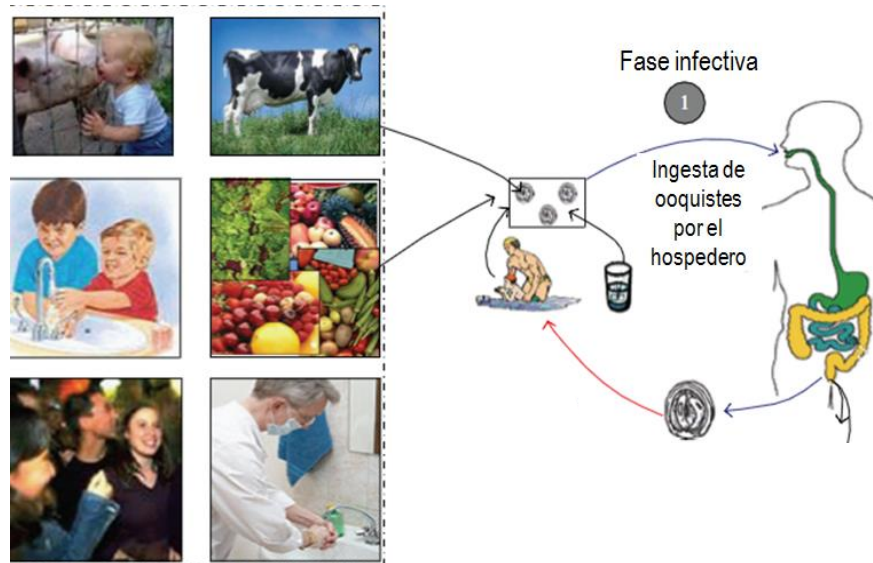 Fase infectiva
1
Ingesta de
ooquistes
por el
hospedero